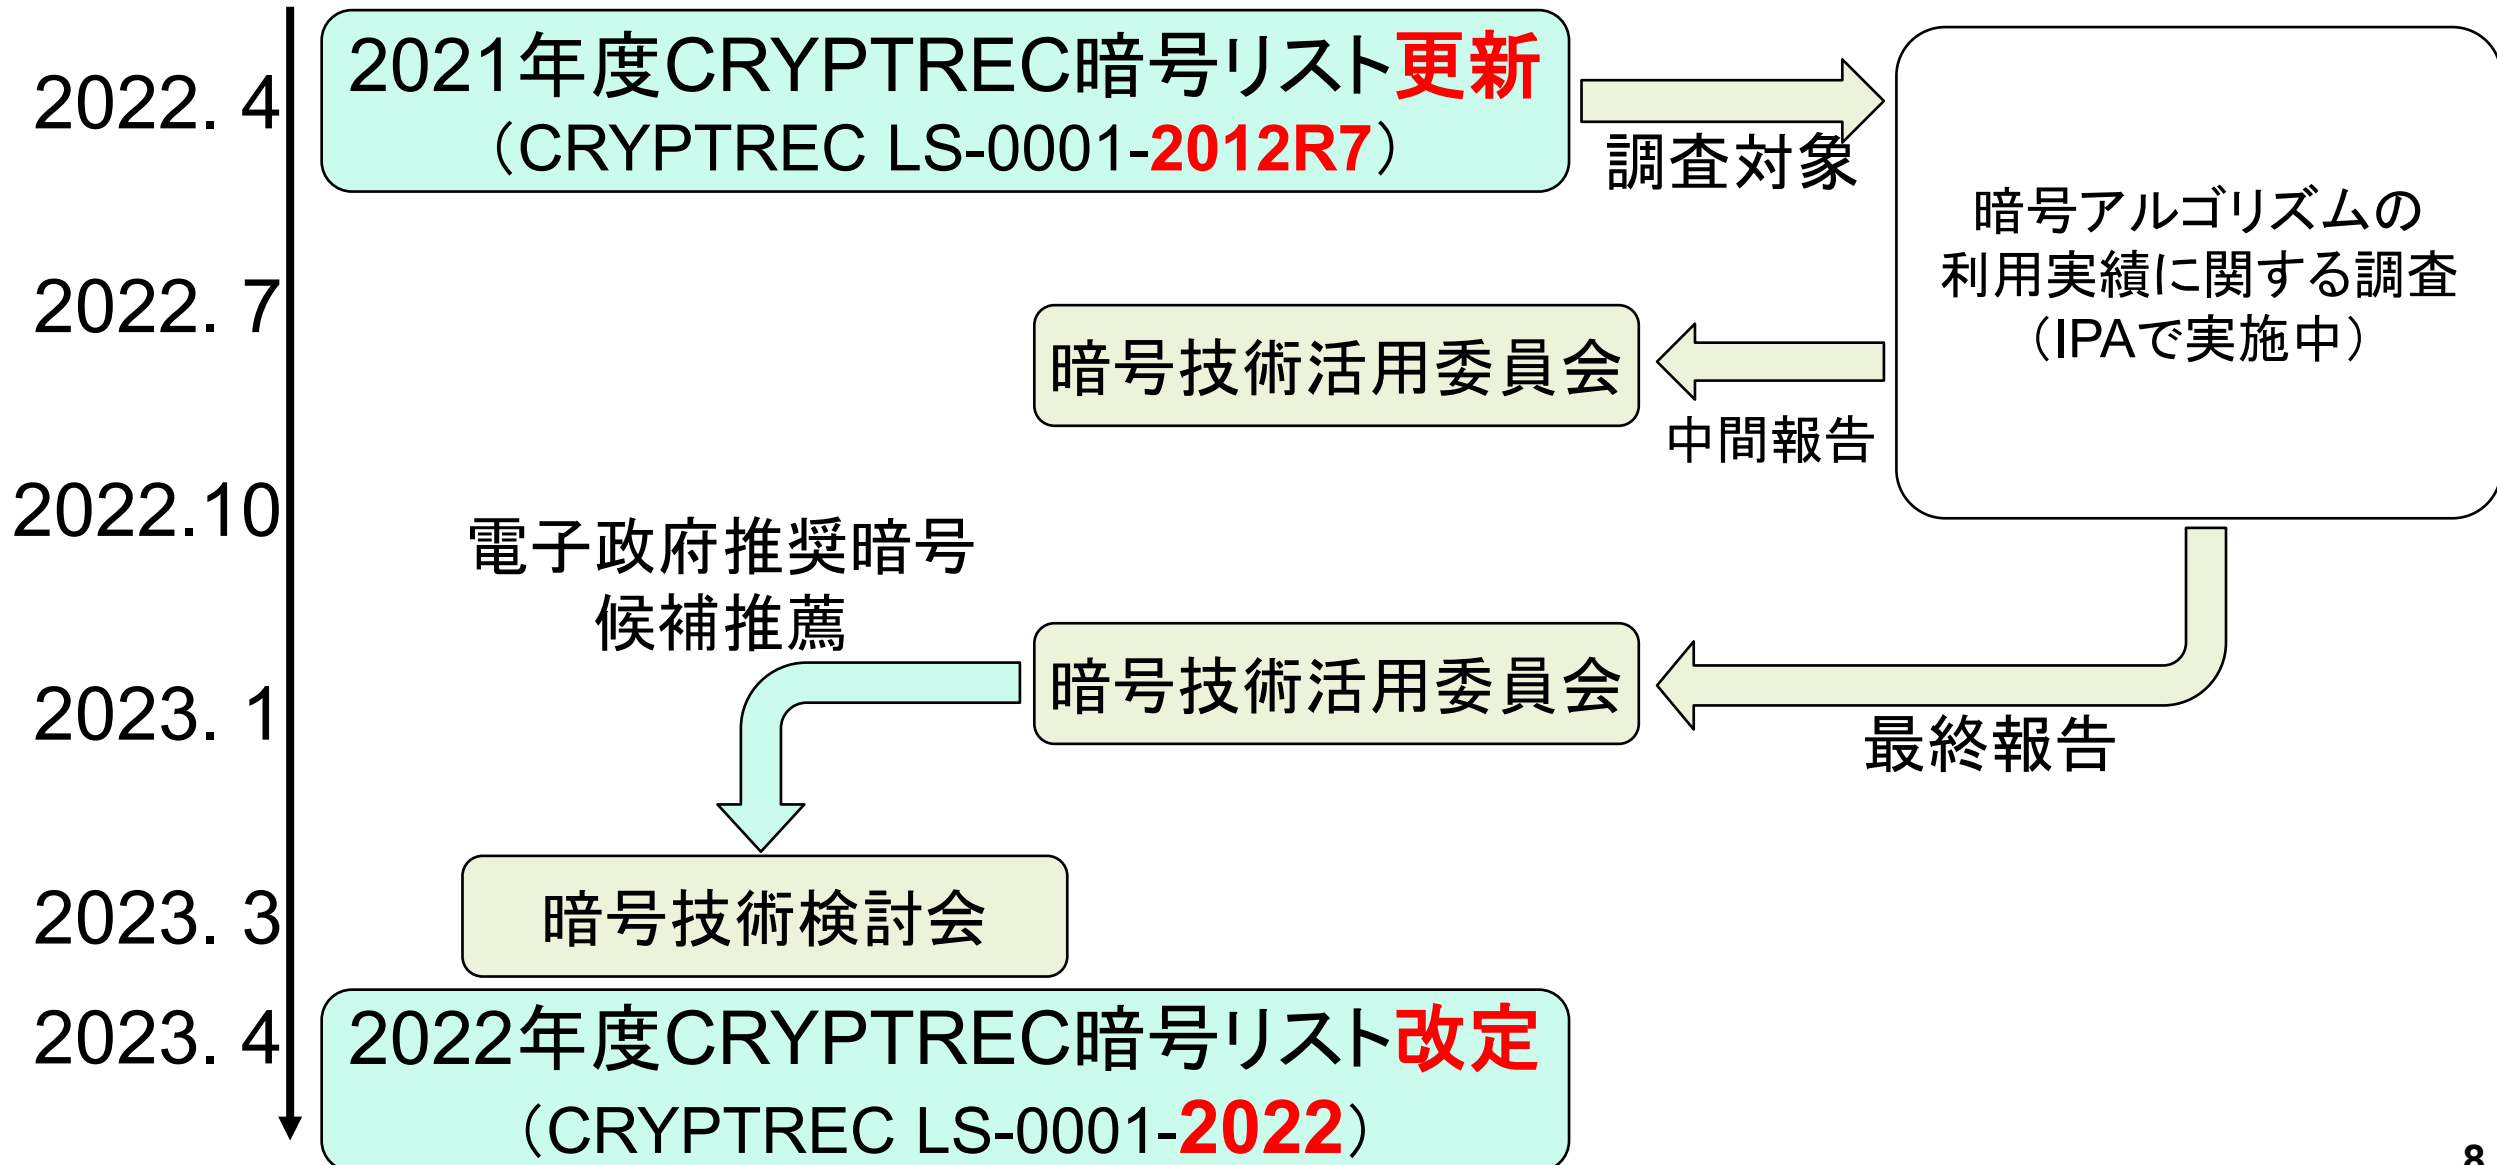 2022. 4
2021年度CRYPTREC暗号リスト更新
（CRYPTREC LS-0001-2012R7）
調査対象
暗号アルゴリズムの
利用実績に関する調査
（IPAで実施中）
2022. 7
暗号技術活用委員会
中間報告
2022.10
電子政府推奨暗号
候補推薦
2023. 1
暗号技術活用委員会
最終報告
2023. 3
暗号技術検討会
2023. 4
2022年度CRYPTREC暗号リスト改定
（CRYPTREC LS-0001-2022）
8